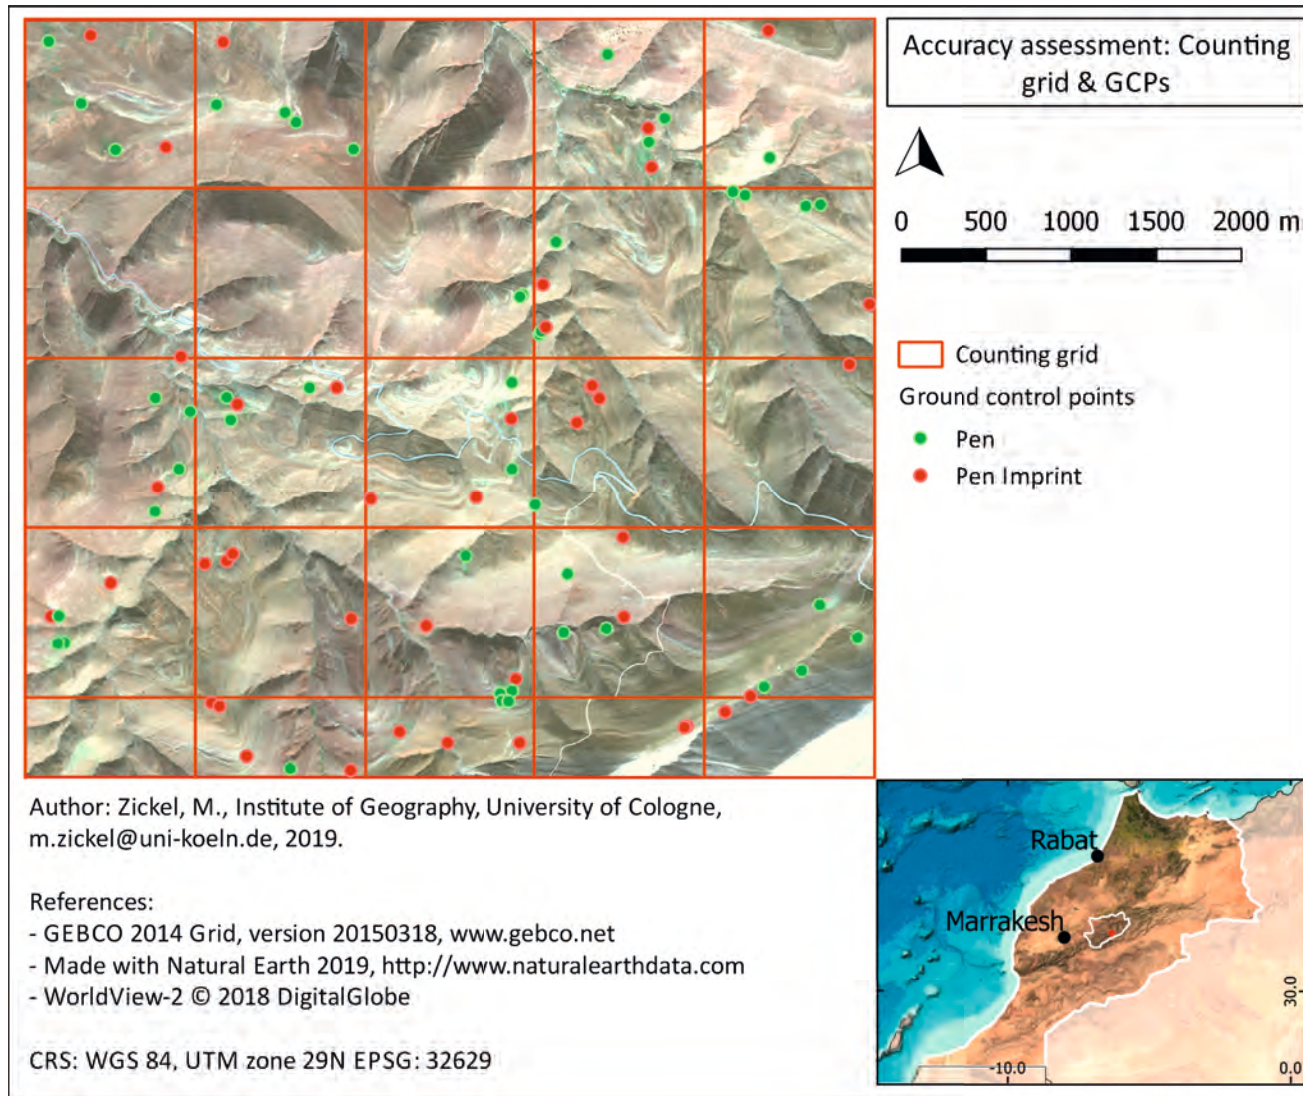 Accuracy assessment: Counting
grid & GCPs
0 500 1000 1500 2000 m
Counting grid
Ground control points
Pen
Pen Imprint
Author: Zickel, M., Institute of Geography, University of Cologne,
m.zickel@uni-koeln.de, 2019.
References:
- GEBCO 2014 Grid, version 20150318, www.gebco.net
- Made with Natural Earth 2019, http://www.naturalearthdata.com
- WorldView-2 © 2018 DigitalGlobe
CRS: WGS 84, UTM zone 29N EPSG: 32629
Rabat
Marrakesh
30.0
-10.0
0.0